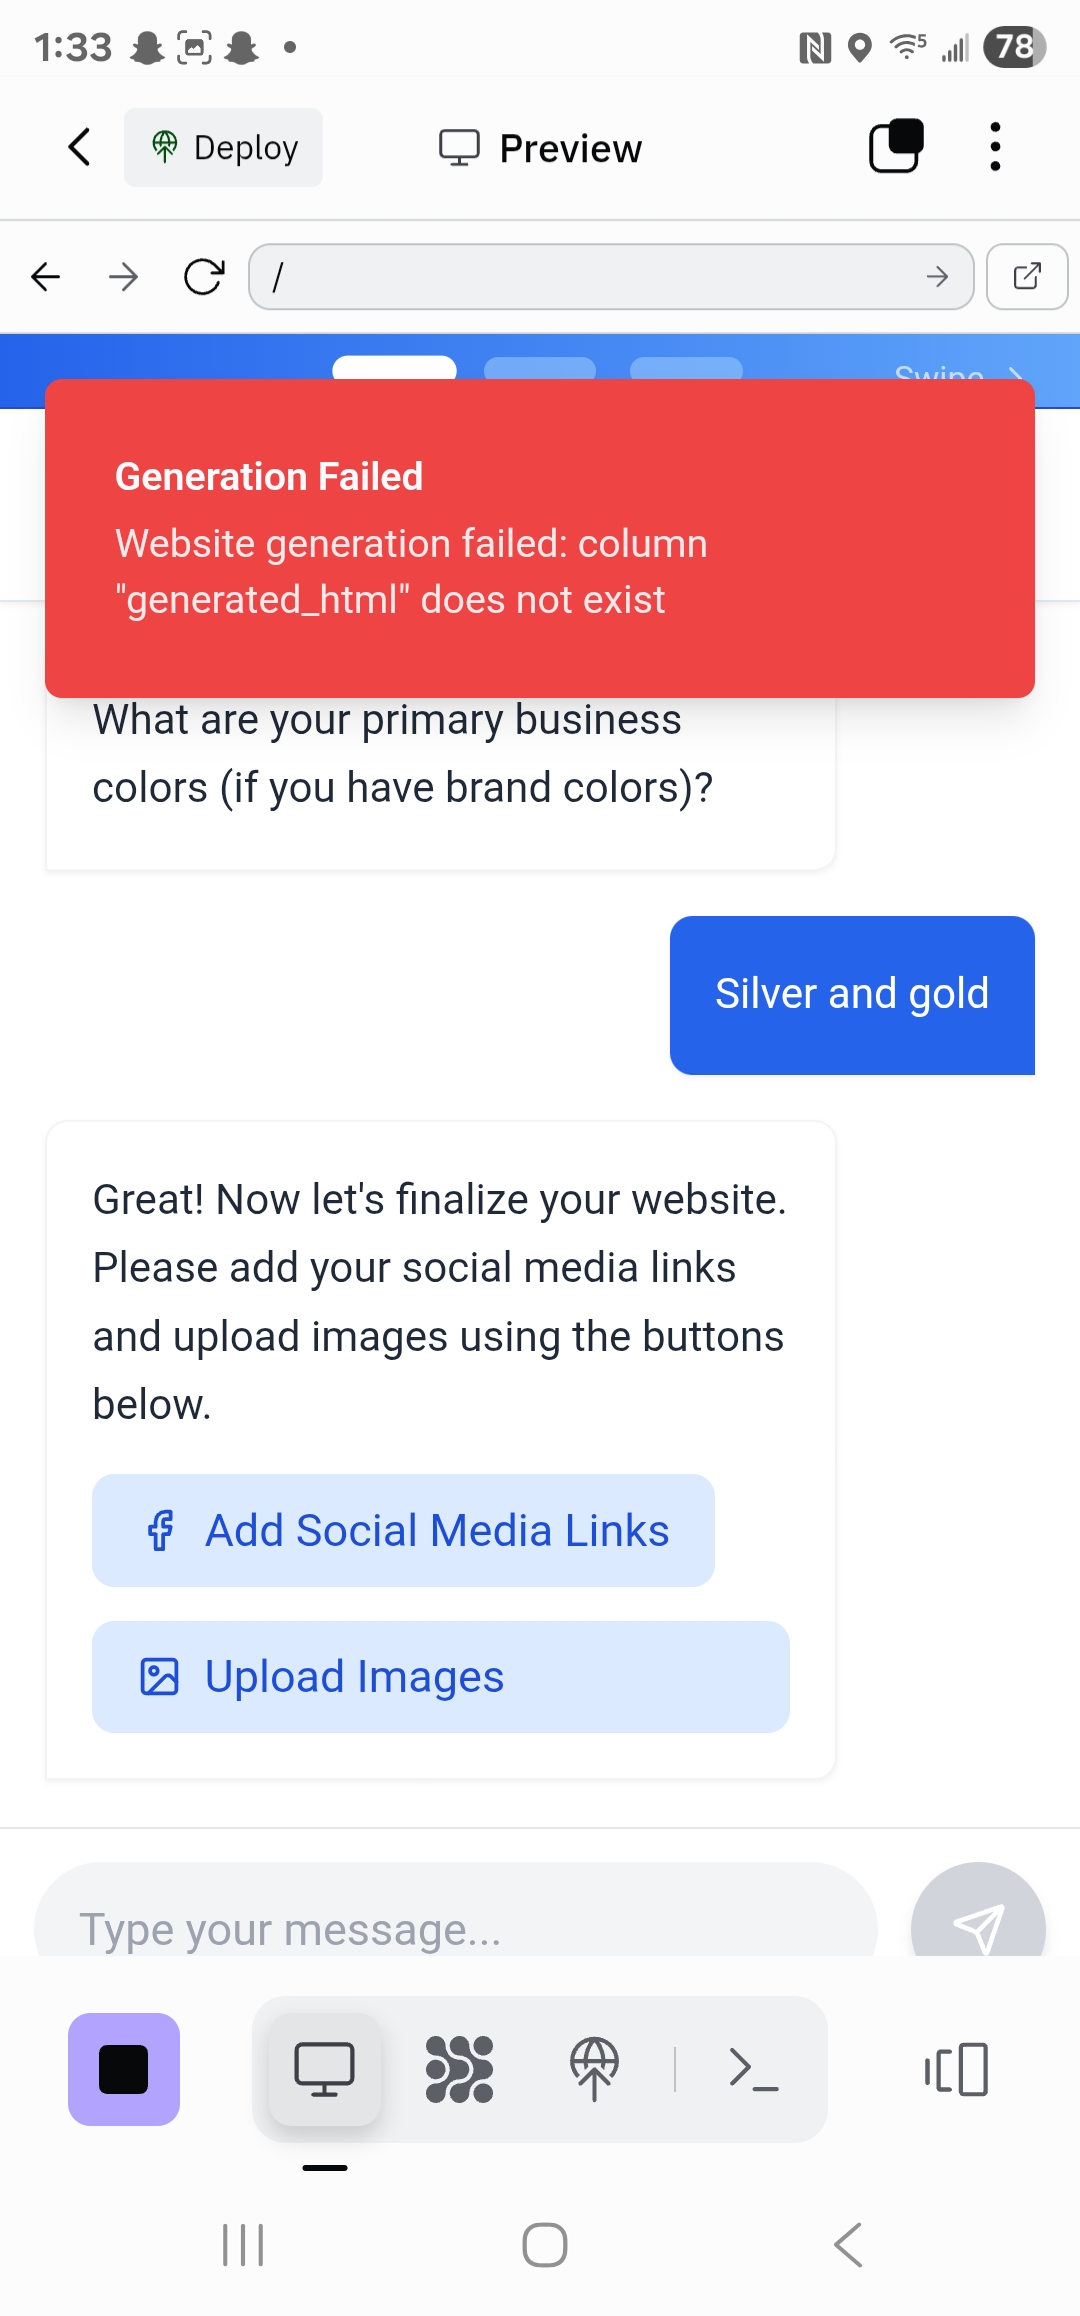 1:33
5
78
Deploy
Preview
/
Swipe
Generation Failed
Website generation failed: column
"generated_html" does not exist
What are your primary business
colors (if you have brand colors)?
Silver and gold
Great! Now let's finalize your website.
Please add your social media links
and upload images using the buttons
below.
Add Social Media Links
Upload Images
Type your message...